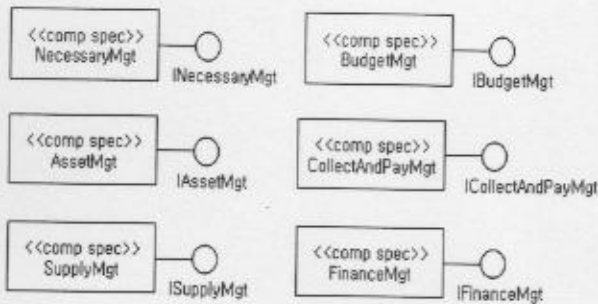 <<comp spec>>
NecessaryMgt
INecessaryMgt
<<comp spec>>
BudgetMgt
IBudgetMgt
<<comp spec>>
AssetMgt
IAssetMgt
<<comp spec>>
CollectAndPayMgt
ICollectAndPayMgt
<<comp spec>>
SupplyMgt
ISupplyMgt
<<comp spec>>
FinanceMgt
IFinanceMgt